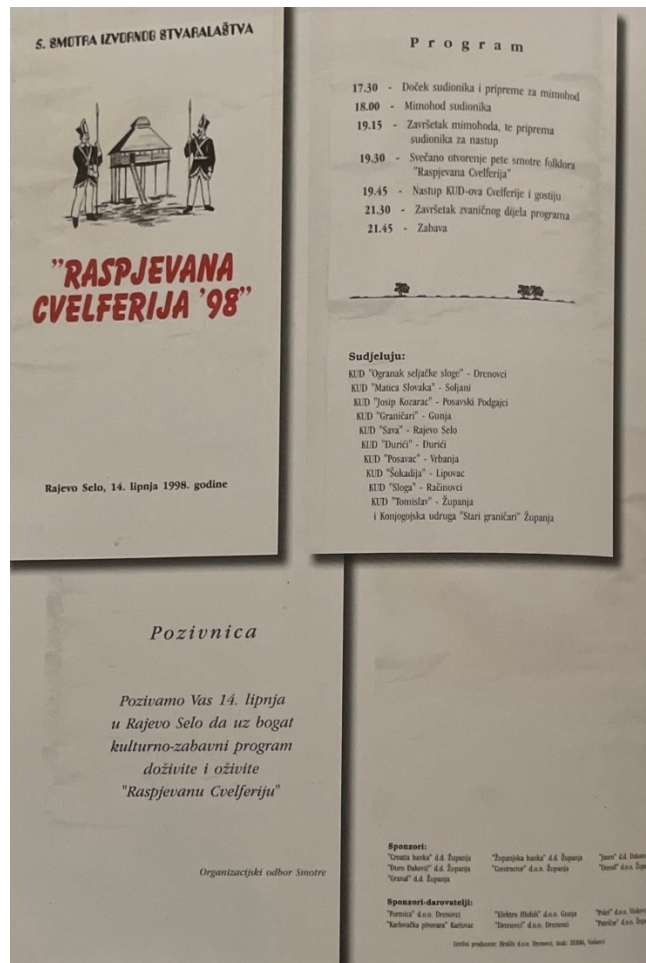 5. SMOTRA IZVORNOG STVARALAŠTVA
"RASPJEVANA
CVELFERIJA '98"
Rajevo Selo, 14. lipnja 1998. godine
Program
17.30 - Doček sudionika i pripreme za mimohod
18.00 - Mimohod sudionika
19.15 - Završetak mimohoda, te priprema
sudionika za nastup
19.30 - Svečano otvorenje pete smotre folklora
"Raspjevana Cvelferija"
19.45 - Nastup KUD-ova Cvelferije i gostiju
21.30 - Završetak zvaničnog dijela programa
21.45 - Zabava
Sudjeluju:
KUD "Ogranak seljačke sloge" - Drenovci
KUD "Matica Slovaka" - Soljani
KUD "Josip Kozarac" - Posavski Podgajci
KUD "Graničari" - Gunja
KUD "Sava" - Rajevo Selo
KUD "Đurići" - Đurići
KUD "Posavac" - Vrbanja
KUD "Šokadija" - Lipovac
KUD "Sloga" - Račinovci
KUD "Tomislav" - Županja
i Konjogojska udruga "Stari graničari" Županja
Pozivnica
Pozivamo Vas 14. lipnja
u Rajevo Selo da uz bogat
kulturno-zabavni program
doživite i oživite
"Raspjevanu Cvelferiju"
Organizacijski odbor Smotre
Sponzori:
"Croatia banka" d.d. Županja "Županjska banka" d.d. Županja
"Đuro Đaković" d.d. Županja "Contractor" d.o.o. Županja
"Granal" d.d. Županja
Sponzori-darovatelji:
"Formica" d.o.o. Drenovci "Elektro Hlubik" d.o.o. Gunja
"Karlovačka pivovara" Karlovac "Drenovci" d.o.o. Drenovci